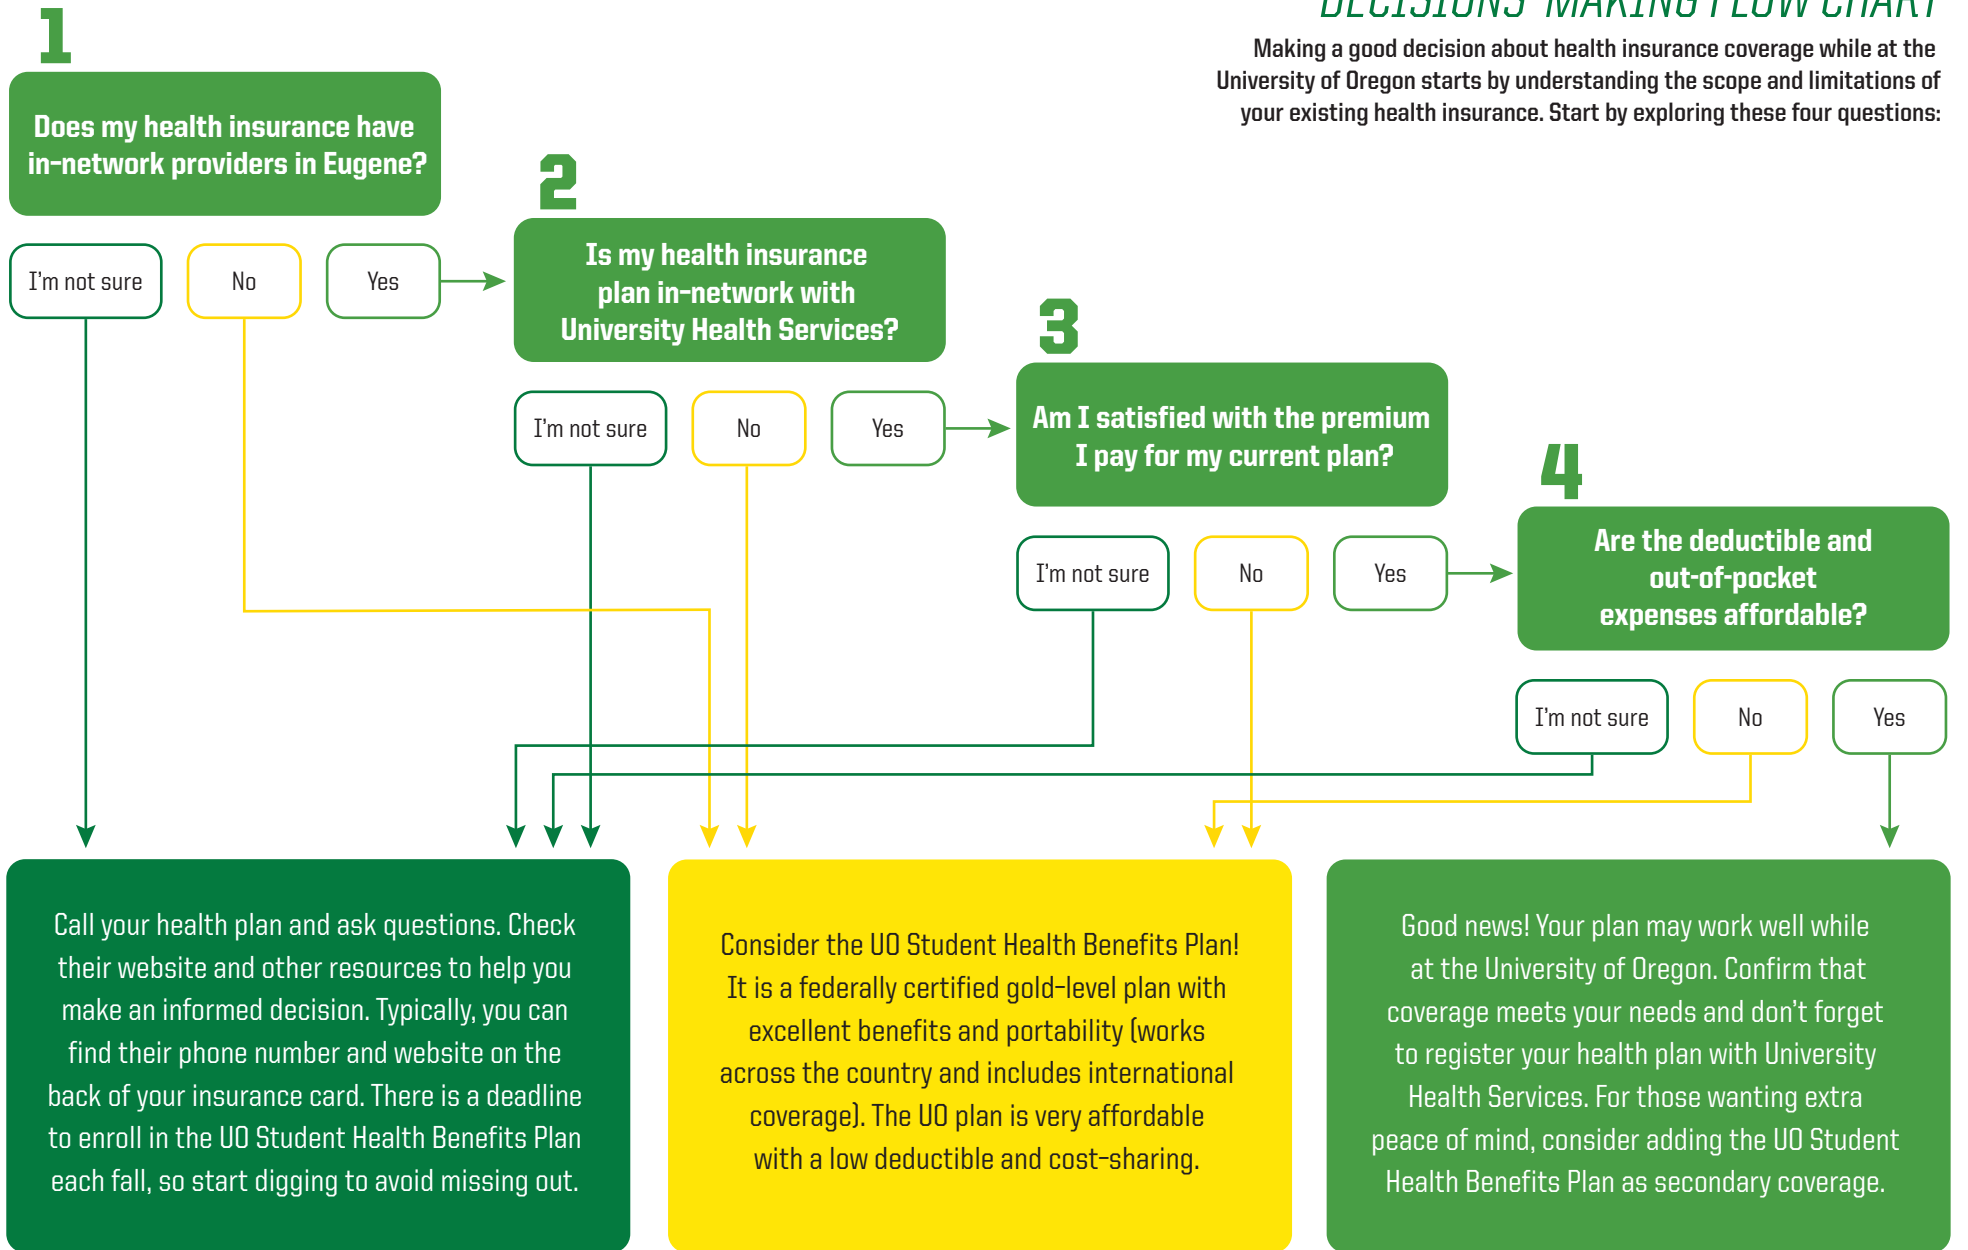 DECISIONS-MAKING FLOW CHART
Making a good decision about health insurance coverage while at the
University of Oregon starts by understanding the scope and limitations of
your existing health insurance. Start by exploring these four questions:
1
Does my health insurance have
in-network providers in Eugene?
I'm not sure
No
Yes
2
Is my health insurance
plan in-network with
University Health Services?
I'm not sure
No
Yes
3
Am I satisfied with the premium
I pay for my current plan?
I'm not sure
No
Yes
4
Are the deductible and
out-of-pocket
expenses affordable?
I'm not sure
No
Yes
Call your health plan and ask questions. Check
their website and other resources to help you
make an informed decision. Typically, you can
find their phone number and website on the
back of your insurance card. There is a deadline
to enroll in the UO Student Health Benefits Plan
each fall, so start digging to avoid missing out.
Consider the UO Student Health Benefits Plan!
It is a federally certified gold-level plan with
excellent benefits and portability (works
across the country and includes international
coverage). The UO plan is very affordable
with a low deductible and cost-sharing.
Good news! Your plan may work well while
at the University of Oregon. Confirm that
coverage meets your needs and don't forget
to register your health plan with University
Health Services. For those wanting extra
peace of mind, consider adding the UO Student
Health Benefits Plan as secondary coverage.